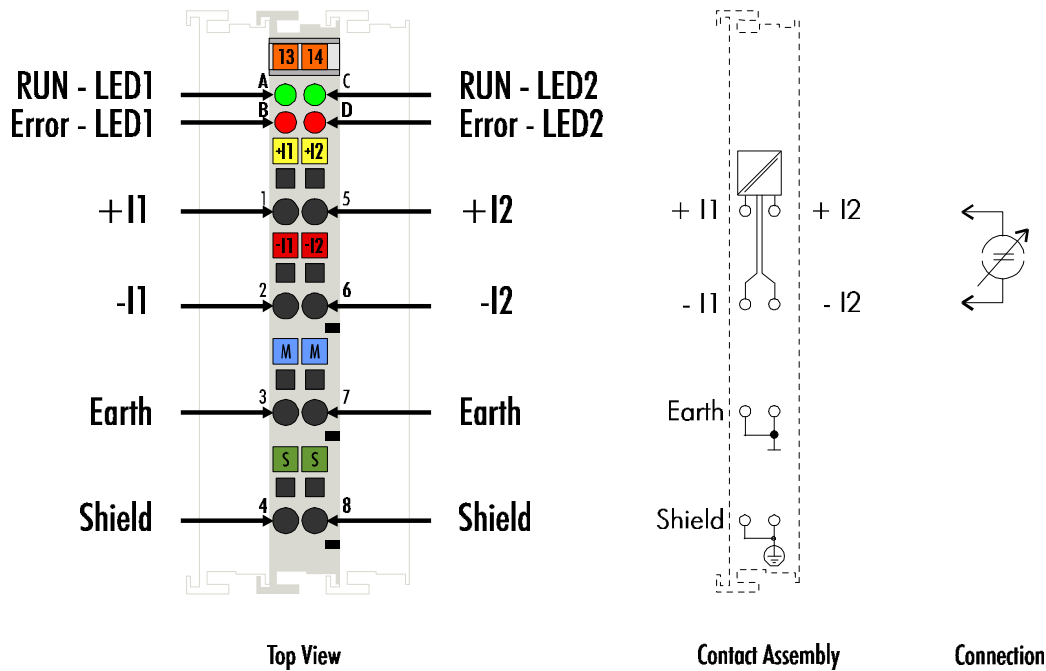 13 14
RUN - LED1 A C RUN - LED2
Error - LED1 B D Error - LED2
+I1 +I2
+I1 1 5 +I2 + I1 + I2
-I1 -I2
-I1 2 6 -I2 - I1 - I2
M M
Earth 3 7 Earth Earth
S S
Shield 4 8 Shield Shield
Top View Contact Assembly Connection